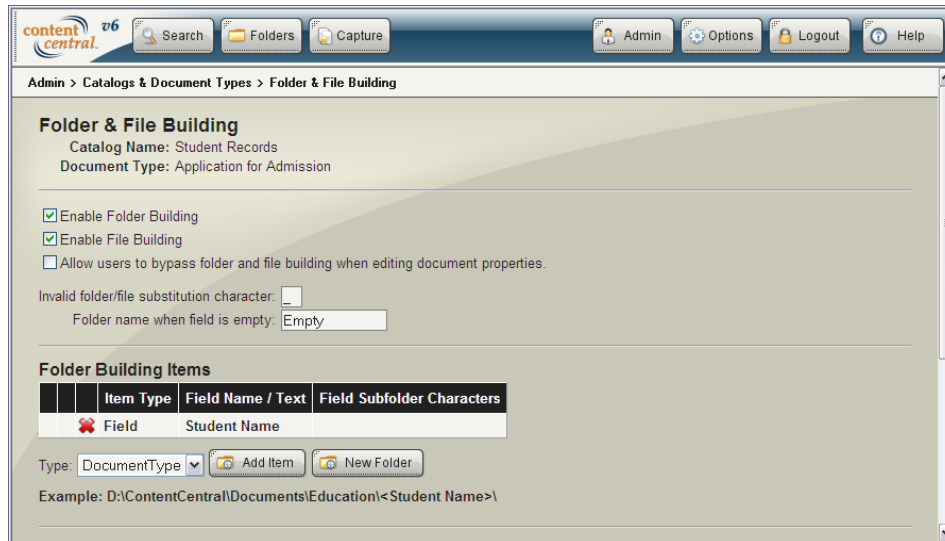 content central. v6 Search Folders Capture Admin Options Logout Help
Admin > Catalogs & Document Types > Folder & File Building
Folder & File Building
Catalog Name: Student Records
Document Type: Application for Admission
Enable Folder Building
Enable File Building
Allow users to bypass folder and file building when editing document properties.
Invalid folder/file substitution character: _
Folder name when field is empty: Empty
Folder Building Items
Item Type Field Name / Text Field Subfolder Characters
Field Student Name
Type: DocumentType Add Item New Folder
Example: D:\ContentCentral\Documents\Education\<Student Name>\